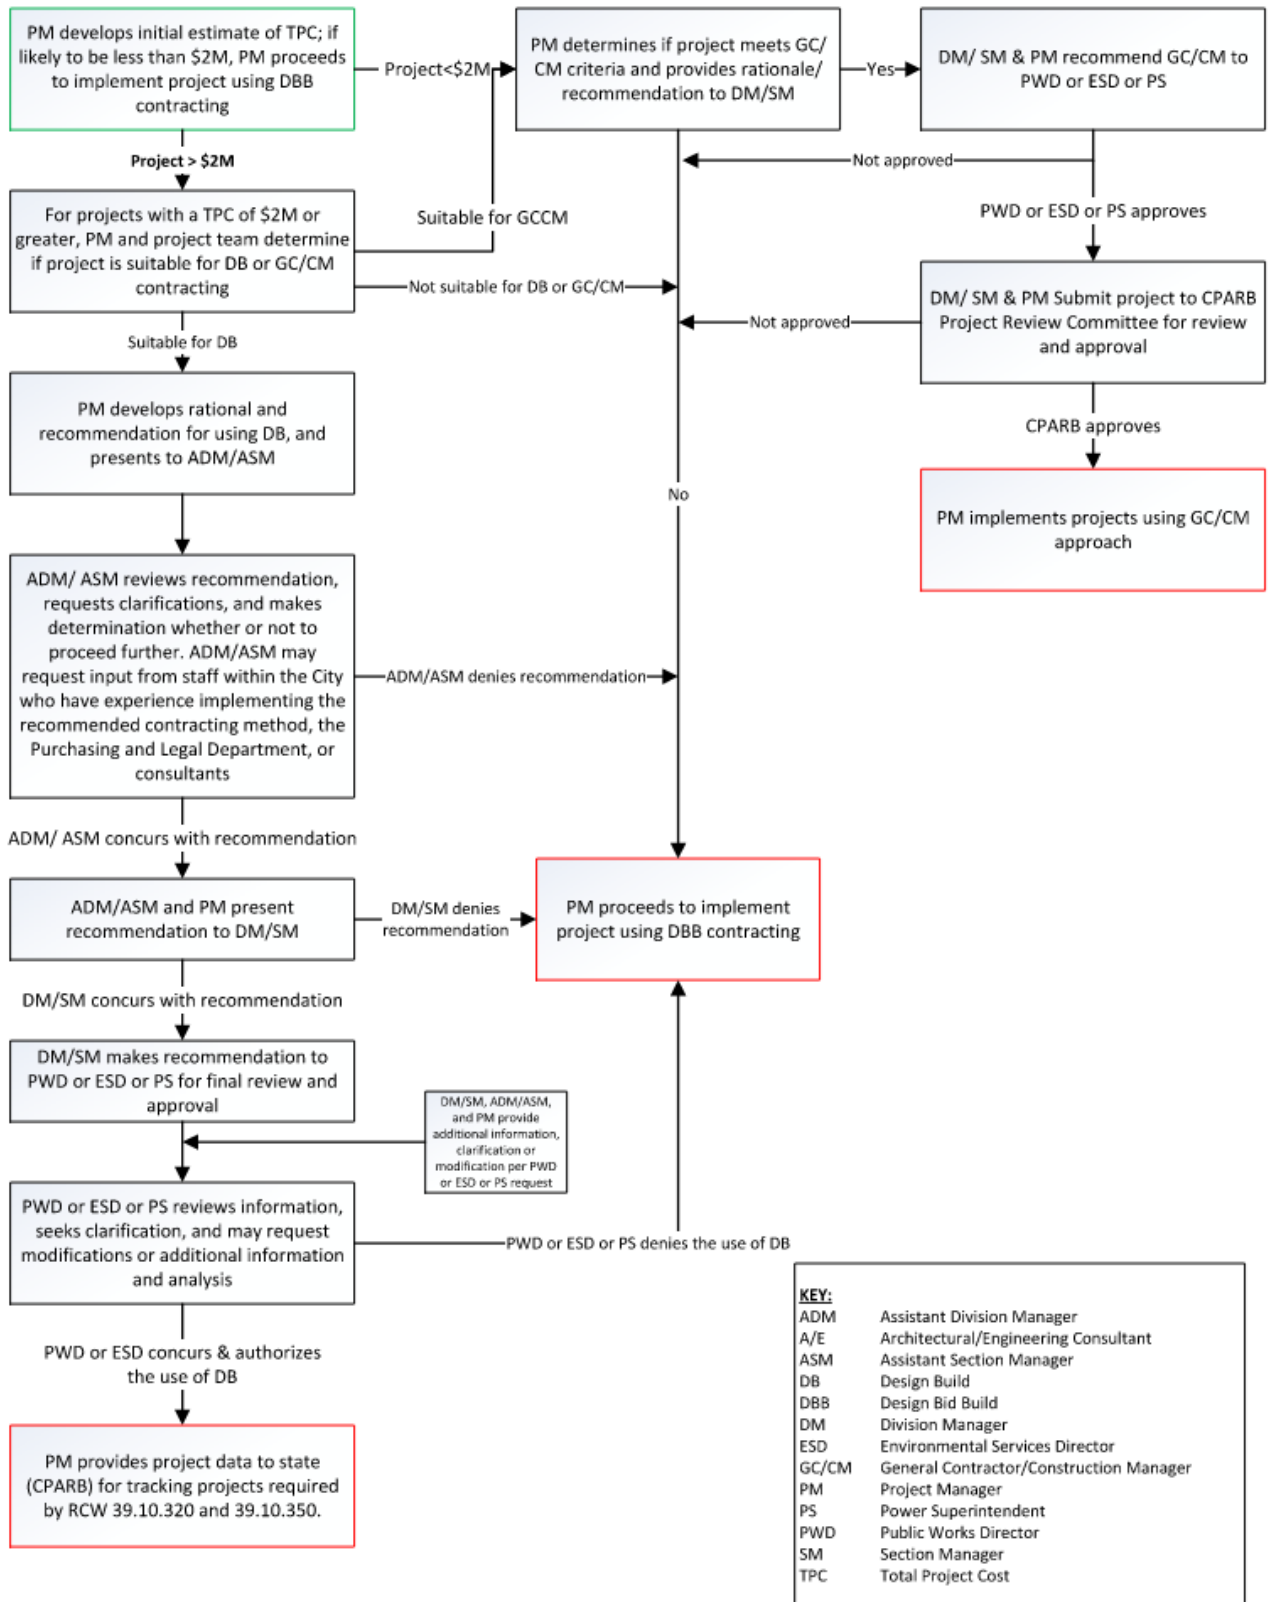 PM develops initial estimate of TPC; if
likely to be less than $2M, PM proceeds
to implement project using DBB
contracting
Project<$2M
PM determines if project meets GC/
CM criteria and provides rationale/
recommendation to DM/SM
Yes
DM/ SM & PM recommend GC/CM to
PWD or ESD or PS
Project > $2M
Not approved
For projects with a TPC of $2M or
greater, PM and project team determine
if project is suitable for DB or GC/CM
contracting
Suitable for GCCM
PWD or ESD or PS approves
Not suitable for DB or GC/CM
DM/ SM & PM Submit project to CPARB
Project Review Committee for review
and approval
Not approved
Suitable for DB
PM develops rational and
recommendation for using DB, and
presents to ADM/ASM
CPARB approves
No
PM implements projects using GC/CM
approach
ADM/ ASM reviews recommendation,
requests clarifications, and makes
determination whether or not to
proceed further. ADM/ASM may
request input from staff within the City
who have experience implementing the
recommended contracting method, the
Purchasing and Legal Department, or
consultants
ADM/ASM denies recommendation
ADM/ ASM concurs with recommendation
ADM/ASM and PM present
recommendation to DM/SM
DM/SM denies
recommendation
PM proceeds to implement
project using DBB contracting
DM/SM concurs with recommendation
DM/SM makes recommendation to
PWD or ESD or PS for final review and
approval
DM/SM, ADM/ASM,
and PM provide
additional information,
clarification or
modification per PWD
or ESD or PS request
PWD or ESD or PS reviews information,
seeks clarification, and may request
modifications or additional information
and analysis
PWD or ESD or PS denies the use of DB
PWD or ESD concurs & authorizes
the use of DB
PM provides project data to state
(CPARB) for tracking projects required
by RCW 39.10.320 and 39.10.350.
KEY:
ADM Assistant Division Manager
A/E Architectural/Engineering Consultant
ASM Assistant Section Manager
DB Design Build
DBB Design Bid Build
DM Division Manager
ESD Environmental Services Director
GC/CM General Contractor/Construction Manager
PM Project Manager
PS Power Superintendent
PWD Public Works Director
SM Section Manager
TPC Total Project Cost